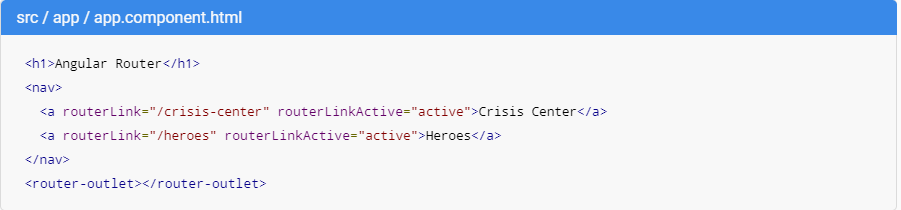 src / app / app.component.html
<h1>Angular Router</h1>
<nav>
  <a routerLink="/crisis-center" routerLinkActive="active">Crisis Center</a>
  <a routerLink="/heroes" routerLinkActive="active">Heroes</a>
</nav>
<router-outlet></router-outlet>